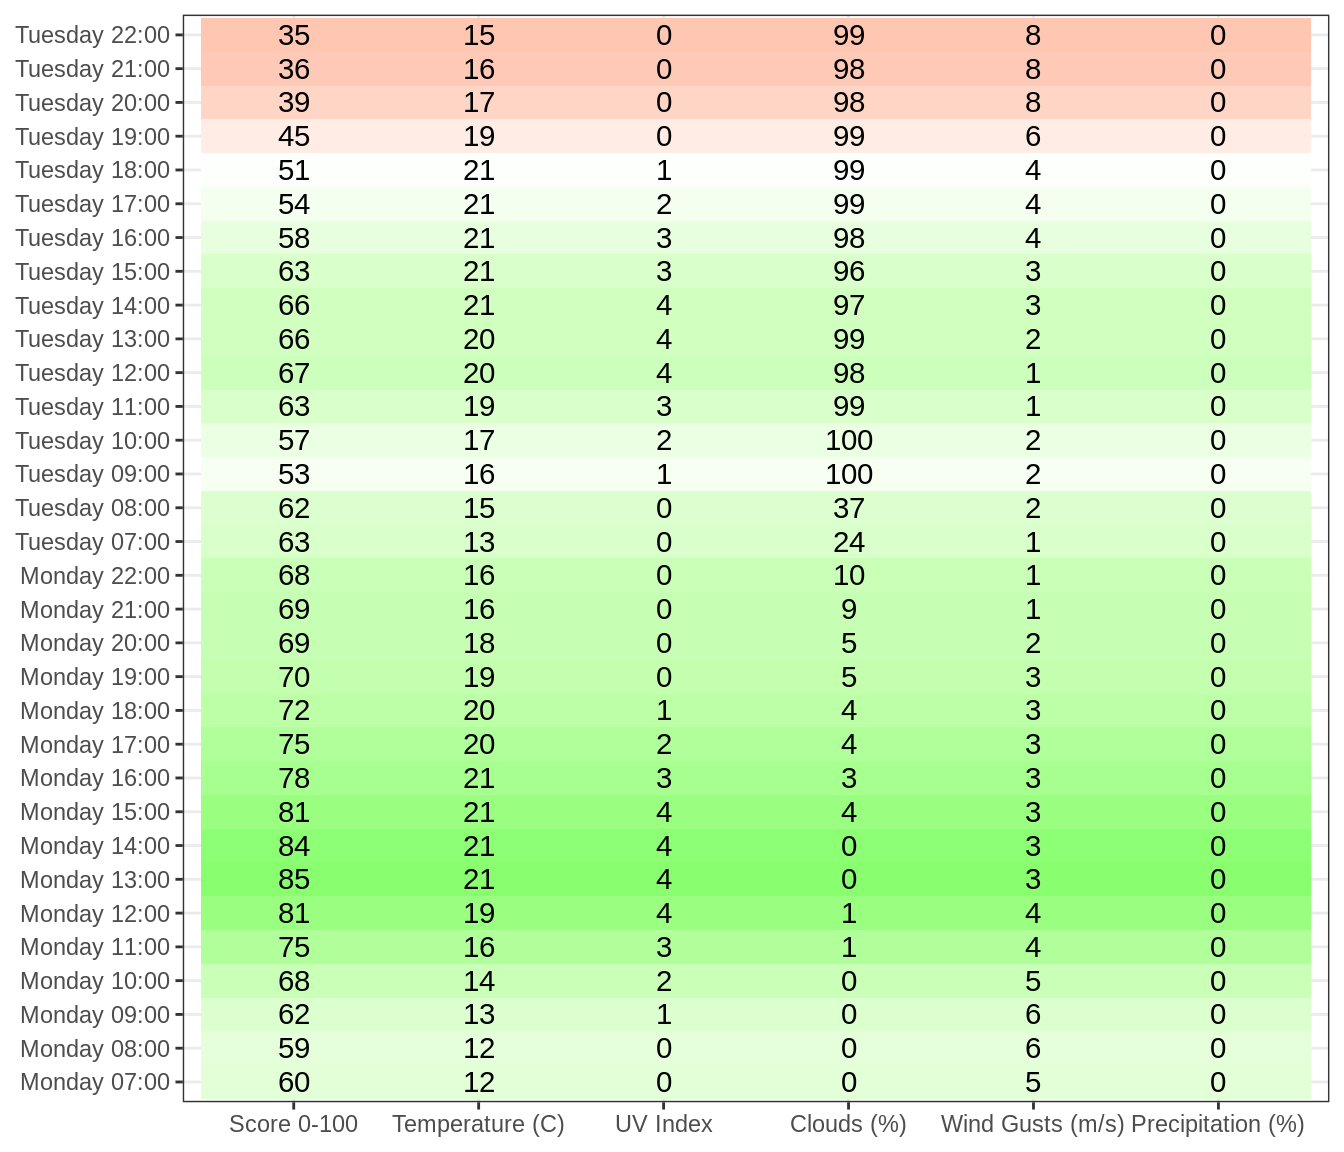 Tuesday 22:00 35 15 0 99 8 0
Tuesday 21:00 36 16 0 98 8 0
Tuesday 20:00 39 17 0 98 8 0
Tuesday 19:00 45 19 0 99 6 0
Tuesday 18:00 51 21 1 99 4 0
Tuesday 17:00 54 21 2 99 4 0
Tuesday 16:00 58 21 3 98 4 0
Tuesday 15:00 63 21 3 96 3 0
Tuesday 14:00 66 21 4 97 3 0
Tuesday 13:00 66 20 4 99 2 0
Tuesday 12:00 67 20 4 98 1 0
Tuesday 11:00 63 19 3 99 1 0
Tuesday 10:00 57 17 2 100 2 0
Tuesday 09:00 53 16 1 100 2 0
Tuesday 08:00 62 15 0 37 2 0
Tuesday 07:00 63 13 0 24 1 0
Monday 22:00 68 16 0 10 1 0
Monday 21:00 69 16 0 9 1 0
Monday 20:00 69 18 0 5 2 0
Monday 19:00 70 19 0 5 3 0
Monday 18:00 72 20 1 4 3 0
Monday 17:00 75 20 2 4 3 0
Monday 16:00 78 21 3 3 3 0
Monday 15:00 81 21 4 4 3 0
Monday 14:00 84 21 4 0 3 0
Monday 13:00 85 21 4 0 3 0
Monday 12:00 81 19 4 1 4 0
Monday 11:00 75 16 3 1 4 0
Monday 10:00 68 14 2 0 5 0
Monday 09:00 62 13 1 0 6 0
Monday 08:00 59 12 0 0 6 0
Monday 07:00 60 12 0 0 5 0
Score 0-100 Temperature (C) UV Index Clouds (%) Wind Gusts (m/s) Precipitation (%)